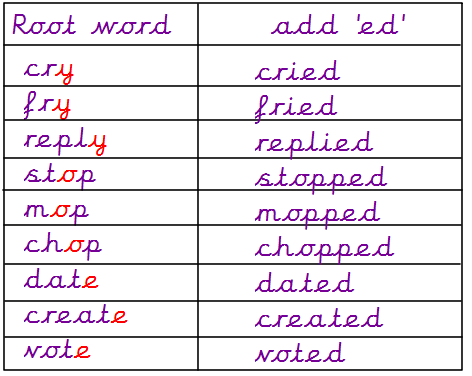 Root word add 'ed'
cry cried
fry fried
reply replied
stop stopped
mop mopped
chop chopped
date dated
create created
vote voted